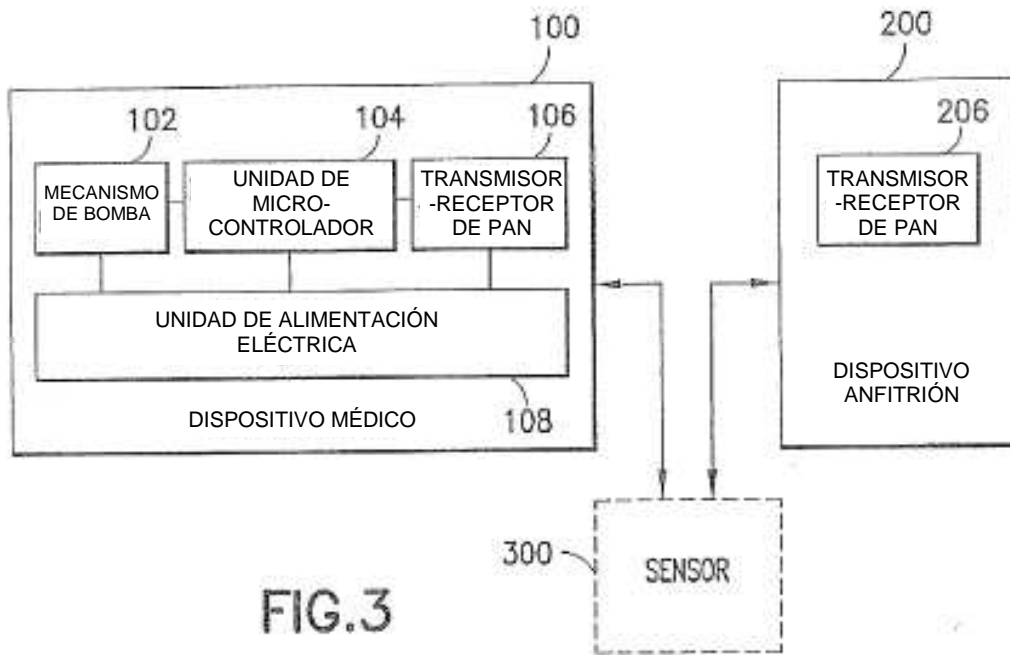 100
200
102
104
106
206
MECANISMO
DE BOMBA
UNIDAD DE
MICRO-
CONTROLADOR
TRANSMISOR
-RECEPTOR
DE PAN
TRANSMISOR
-RECEPTOR
DE PAN
UNIDAD DE ALIMENTACIÓN
ELÉCTRICA
DISPOSITIVO MÉDICO
108
DISPOSITIVO
ANFITRIÓN
300
SENSOR
FIG.3